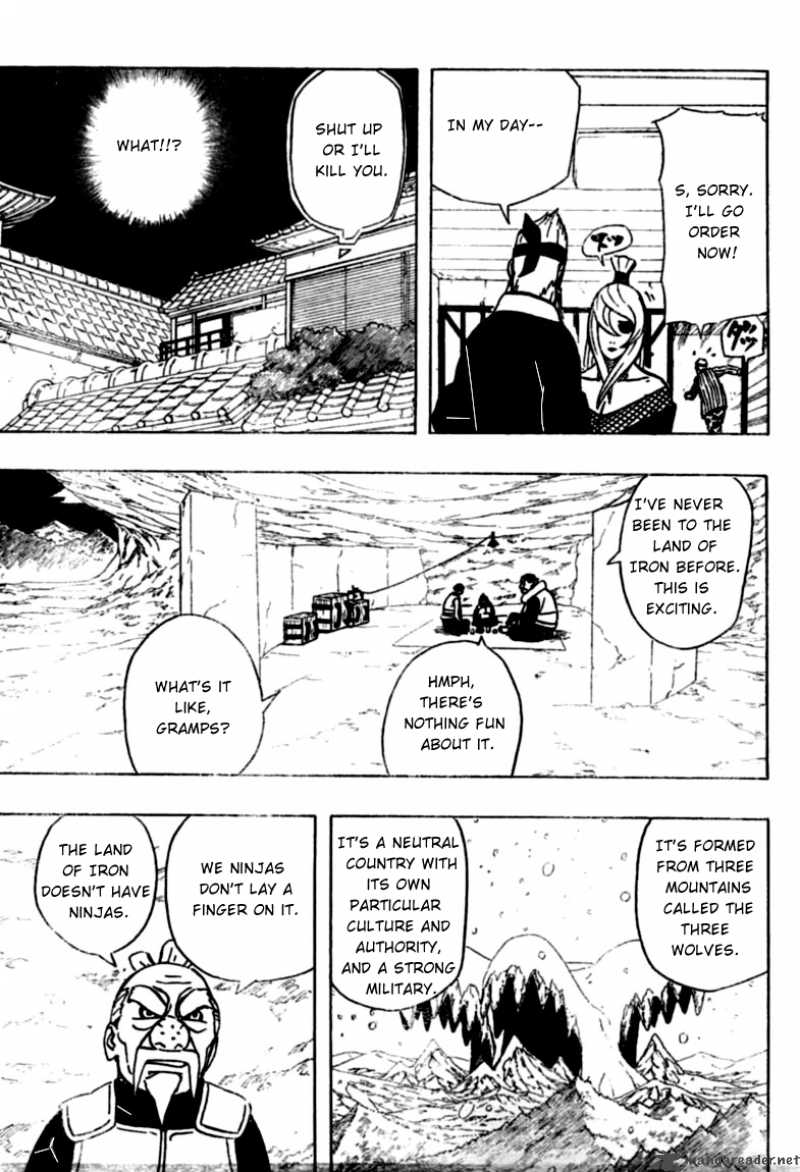 IN MY DAY--
S, SORRY.
I'LL GO
ORDER
NOW!
SHUT UP
OR I'LL
KILL YOU.
WHAT!!?
I'VE NEVER
BEEN TO THE
LAND OF
IRON BEFORE.
THIS IS
EXCITING.
WHAT'S IT
LIKE,
GRAMPS?
HMPH,
THERE'S
NOTHING FUN
ABOUT IT.
IT'S FORMED
FROM THREE
MOUNTAINS
CALLED THE
THREE
WOLVES.
IT'S A NEUTRAL
COUNTRY WITH
ITS OWN
PARTICULAR
CULTURE AND
AUTHORITY,
AND A STRONG
MILITARY.
WE NINJAS
DON'T LAY A
FINGER ON IT.
THE LAND
OF IRON
DOESN'T HAVE
NINJAS.
mangareader.net